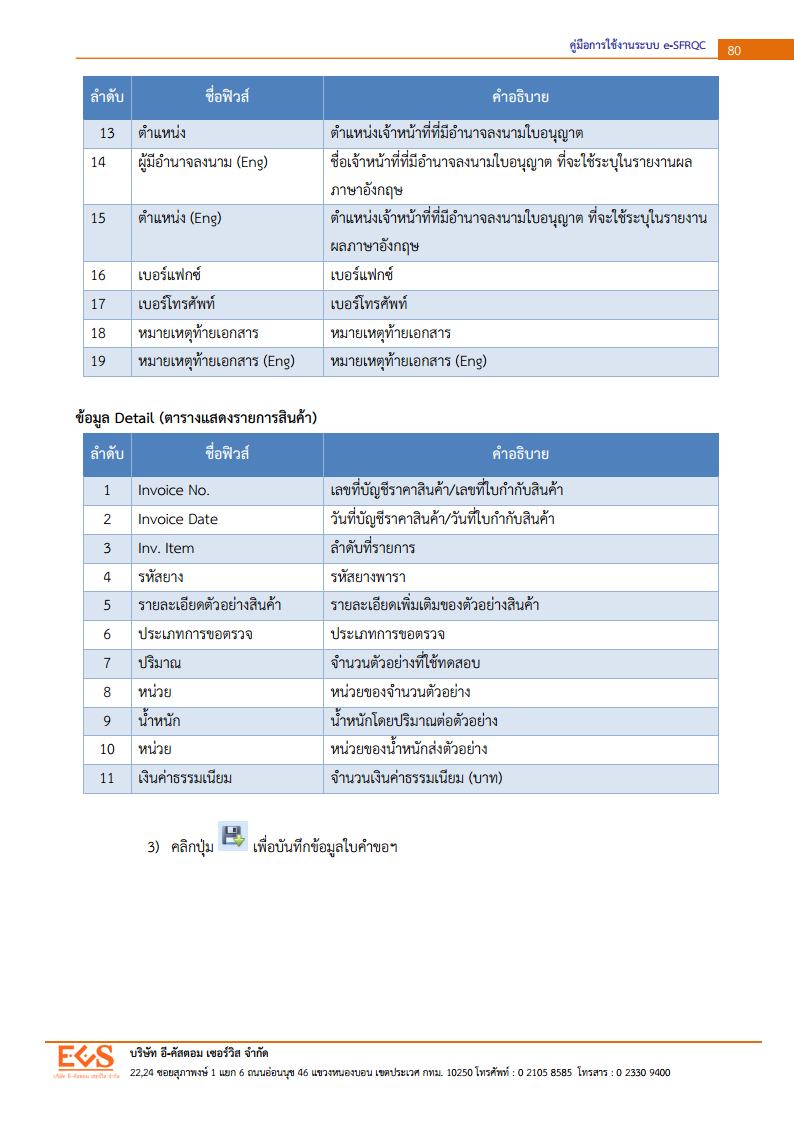 คู่มือการใช้งานระบบ e-SFRQC 80
ลำดับ ชื่อฟิวส์ คำอธิบาย
13 ตำแหน่ง ตำแหน่งเจ้าหน้าที่ที่มีอำนาจลงนามใบอนุญาต
14 ผู้มีอำนาจลงนาม (Eng) ชื่อเจ้าหน้าที่ที่มีอำนาจลงนามใบอนุญาต ที่จะใช้ระบุในรายงานผล
ภาษาอังกฤษ
15 ตำแหน่ง (Eng) ตำแหน่งเจ้าหน้าที่ที่มีอำนาจลงนามใบอนุญาต ที่จะใช้ระบุในรายงาน
ผลภาษาอังกฤษ
16 เบอร์แฟกซ์ เบอร์แฟกซ์
17 เบอร์โทรศัพท์ เบอร์โทรศัพท์
18 หมายเหตุท้ายเอกสาร หมายเหตุท้ายเอกสาร
19 หมายเหตุท้ายเอกสาร (Eng) หมายเหตุท้ายเอกสาร (Eng)
ข้อมูล Detail (ตารางแสดงรายการสินค้า)
ลำดับ ชื่อฟิวส์ คำอธิบาย
1 Invoice No. เลขที่บัญชีราคาสินค้า/เลขที่ใบกำกับสินค้า
2 Invoice Date วันที่บัญชีราคาสินค้า/วันที่ใบกำกับสินค้า
3 Inv. Item ลำดับที่รายการ
4 รหัสยาง รหัสยางพารา
5 รายละเอียดตัวอย่างสินค้า รายละเอียดเพิ่มเติมของตัวอย่างสินค้า
6 ประเภทการขอตรวจ ประเภทการขอตรวจ
7 ปริมาณ จำนวนตัวอย่างที่ใช้ทดสอบ
8 หน่วย หน่วยของจำนวนตัวอย่าง
9 น้ำหนัก น้ำหนักโดยปริมาณต่อตัวอย่าง
10 หน่วย หน่วยของน้ำหนักส่งตัวอย่าง
11 เงินค่าธรรมเนียม จำนวนเงินค่าธรรมเนียม (บาท)
3) คลิกปุ่ม เพื่อบันทึกข้อมูลใบคำขอฯ
ECS บริษัท อี-คัสตอม เซอร์วิส จำกัด
บริษัท อี-คัสตอม เซอร์วิส จำกัด
22,24 ซอยสุภาพงษ์ 1 แยก 6 ถนนอ่อนนุช 46 แขวงหนองบอน เขตประเวศ กทม. 10250 โทรศัพท์ : 0 2105 8585 โทรสาร : 0 2330 9400